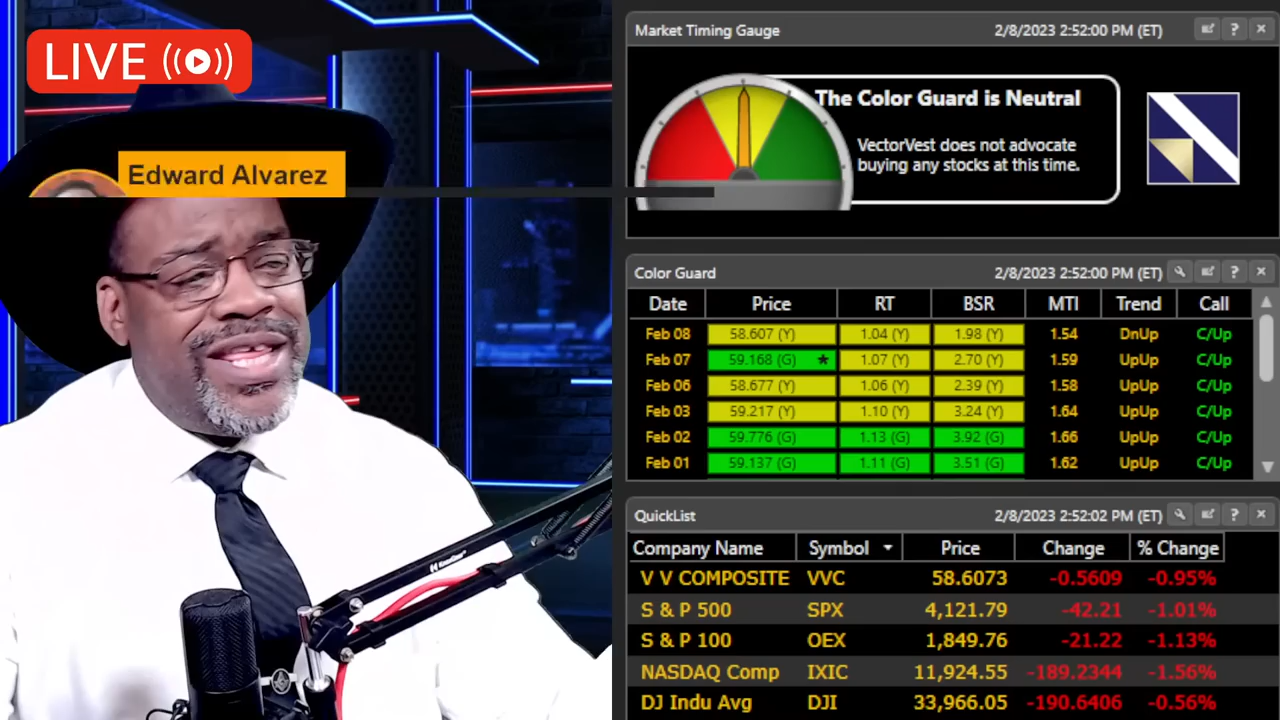 LIVE
Edward Alvarez
Market Timing Gauge 2/8/2023 2:52:00 PM (ET) ?
The Color Guard is Neutral
VectorVest does not advocate
buying any stocks at this time.
Color Guard 2/8/2023 2:52:00 PM (ET) ?
Date Price RT BSR MTI Trend Call
Feb 08 58.607 (Y) 1.04 (Y) 1.98 (Y) 1.54 DnUp C/Up
Feb 07 59.168 (G) ★ 1.07 (Y) 2.70 (Y) 1.59 UpUp C/Up
Feb 06 58.677 (Y) 1.06 (Y) 2.39 (Y) 1.58 UpUp C/Up
Feb 03 59.217 (Y) 1.10 (Y) 3.24 (Y) 1.64 UpUp C/Up
Feb 02 59.776 (G) 1.13 (G) 3.92 (G) 1.66 UpUp C/Up
Feb 01 59.137 (G) 1.11 (G) 3.51 (G) 1.62 UpUp C/Up
QuickList 2/8/2023 2:52:02 PM (ET) ?
Company Name Symbol Price Change % Change
V V COMPOSITE VVC 58.6073 -0.5609 -0.95%
S & P 500 SPX 4,121.79 -42.21 -1.01%
S & P 100 OEX 1,849.76 -21.22 -1.13%
NASDAQ Comp IXIC 11,924.55 -189.2344 -1.56%
DJ Indu Avg DJI 33,966.05 -190.6406 -0.56%